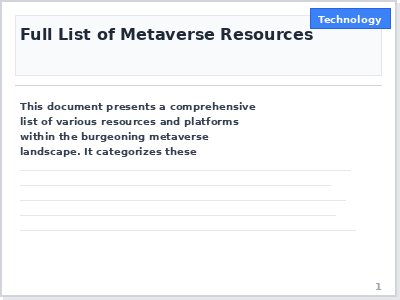 Technology
Full List of Metaverse Resources
This document presents a comprehensive
list of various resources and platforms
within the burgeoning metaverse
landscape. It categorizes these
1